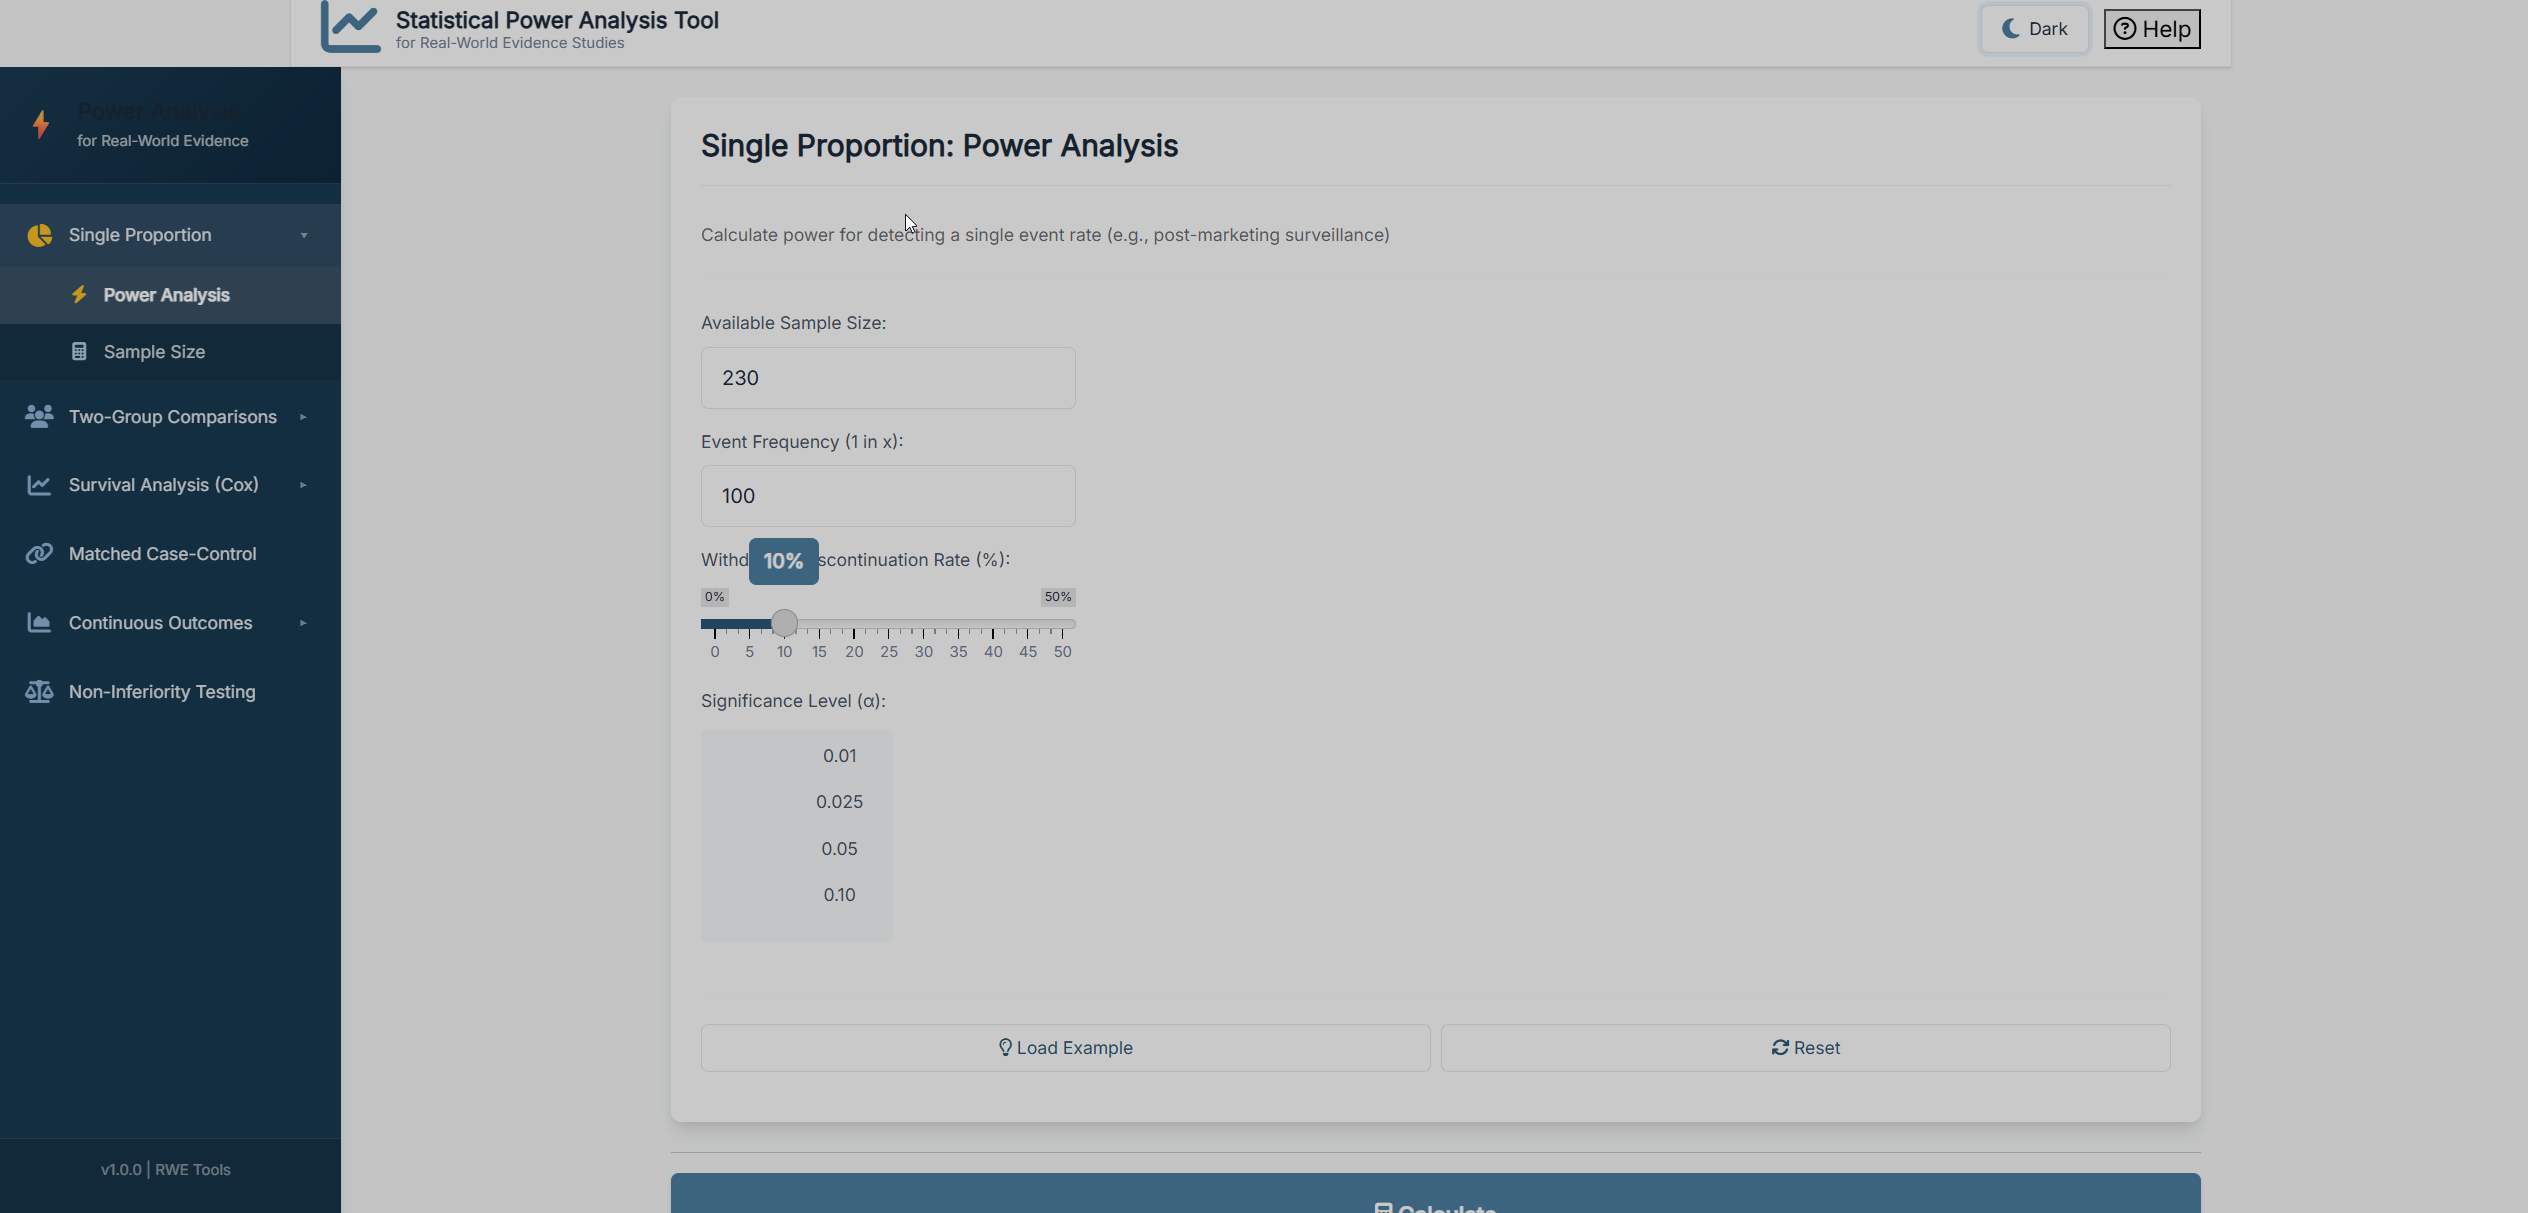 Statistical Power Analysis Tool
for Real-World Evidence Studies
Dark
Help
Power Analysis
for Real-World Evidence
Single Proportion
Power Analysis
Sample Size
Two-Group Comparisons
Survival Analysis (Cox)
Matched Case-Control
Continuous Outcomes
Non-Inferiority Testing
v1.0.0 | RWE Tools
Single Proportion: Power Analysis
Calculate power for detecting a single event rate (e.g., post-marketing surveillance)
Available Sample Size:
230
Event Frequency (1 in x):
100
Withd 10% scontinuation Rate (%):
0% 50%
0 5 10 15 20 25 30 35 40 45 50
Significance Level (α):
0.01
0.025
0.05
0.10
Load Example
Reset
Calculate